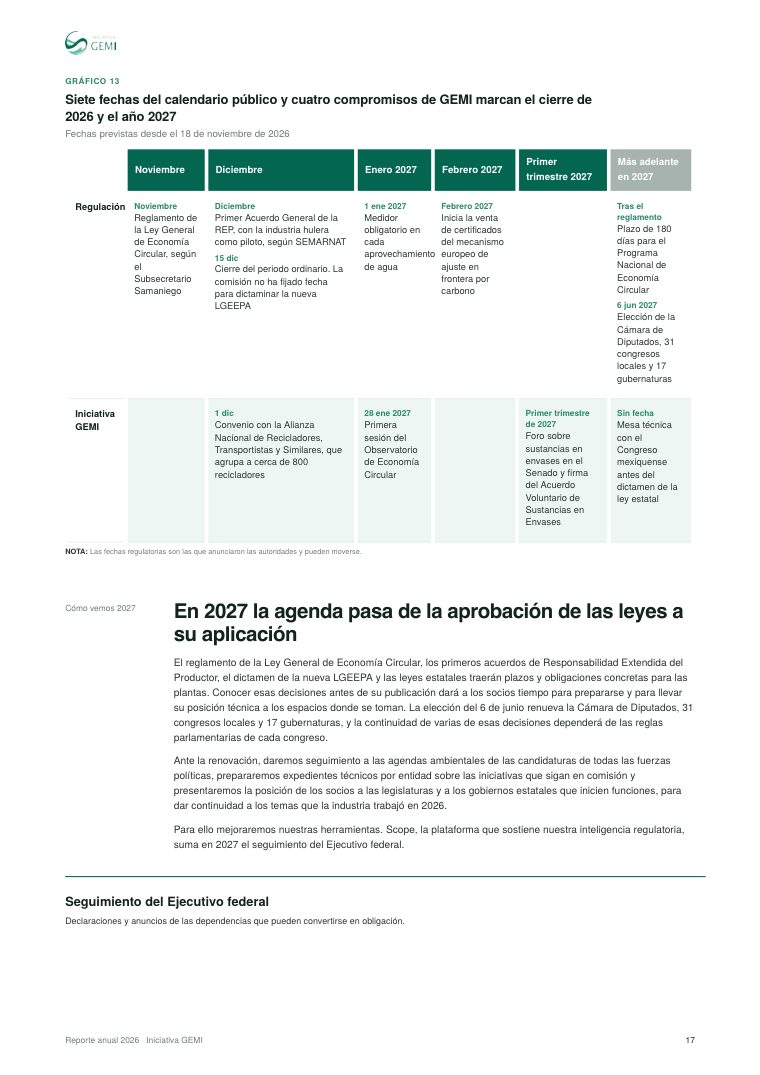 GEMI
GRÁFICO 13
Siete fechas del calendario público y cuatro compromisos de GEMI marcan el cierre de
2026 y el año 2027
Fechas previstas desde el 18 de noviembre de 2026
Noviembre
Diciembre
Enero 2027
Febrero 2027
Primer
trimestre 2027
Más adelante
en 2027
Regulación
Noviembre
Reglamento de
la Ley General
de Economía
Circular, según
el
Subsecretario
Samaniego
Diciembre
Primer Acuerdo General de la
REP, con la industria hulera
como piloto, según SEMARNAT
15 dic
Cierre del periodo ordinario. La
comisión no ha fijado fecha
para dictaminar la nueva
LGEEPA
1 ene 2027
Medidor
obligatorio en
cada
aprovechamiento
de agua
Febrero 2027
Inicia la venta
de certificados
del mecanismo
europeo de
ajuste en
frontera por
carbono
Tras el
reglamento
Plazo de 180
días para el
Programa
Nacional de
Economía
Circular
6 jun 2027
Elección de la
Cámara de
Diputados, 31
congresos
locales y 17
gubernaturas
Iniciativa
GEMI
1 dic
Convenio con la Alianza
Nacional de Recicladores,
Transportistas y Similares, que
agrupa a cerca de 800
recicladores
28 ene 2027
Primera
sesión del
Observatorio
de Economía
Circular
Primer trimestre
de 2027
Foro sobre
sustancias en
envases en el
Senado y firma
del Acuerdo
Voluntario de
Sustancias en
Envases
Sin fecha
Mesa técnica
con el
Congreso
mexiquense
antes del
dictamen de la
ley estatal
NOTA: Las fechas regulatorias son las que anunciaron las autoridades y pueden moverse.
Cómo vemos 2027
En 2027 la agenda pasa de la aprobación de las leyes a
su aplicación
El reglamento de la Ley General de Economía Circular, los primeros acuerdos de Responsabilidad Extendida del
Productor, el dictamen de la nueva LGEEPA y las leyes estatales traerán plazos y obligaciones concretas para las
plantas. Conocer esas decisiones antes de su publicación dará a los socios tiempo para prepararse y para llevar
su posición técnica a los espacios donde se toman. La elección del 6 de junio renueva la Cámara de Diputados, 31
congresos locales y 17 gubernaturas, y la continuidad de varias de esas decisiones dependerá de las reglas
parlamentarias de cada congreso.
Ante la renovación, daremos seguimiento a las agendas ambientales de las candidaturas de todas las fuerzas
políticas, prepararemos expedientes técnicos por entidad sobre las iniciativas que sigan en comisión y
presentaremos la posición de los socios a las legislaturas y a los gobiernos estatales que inicien funciones, para
dar continuidad a los temas que la industria trabajó en 2026.
Para ello mejoraremos nuestras herramientas. Scope, la plataforma que sostiene nuestra inteligencia regulatoria,
suma en 2027 el seguimiento del Ejecutivo federal.
Seguimiento del Ejecutivo federal
Declaraciones y anuncios de las dependencias que pueden convertirse en obligación.
Reporte anual 2026 · Iniciativa GEMI
17